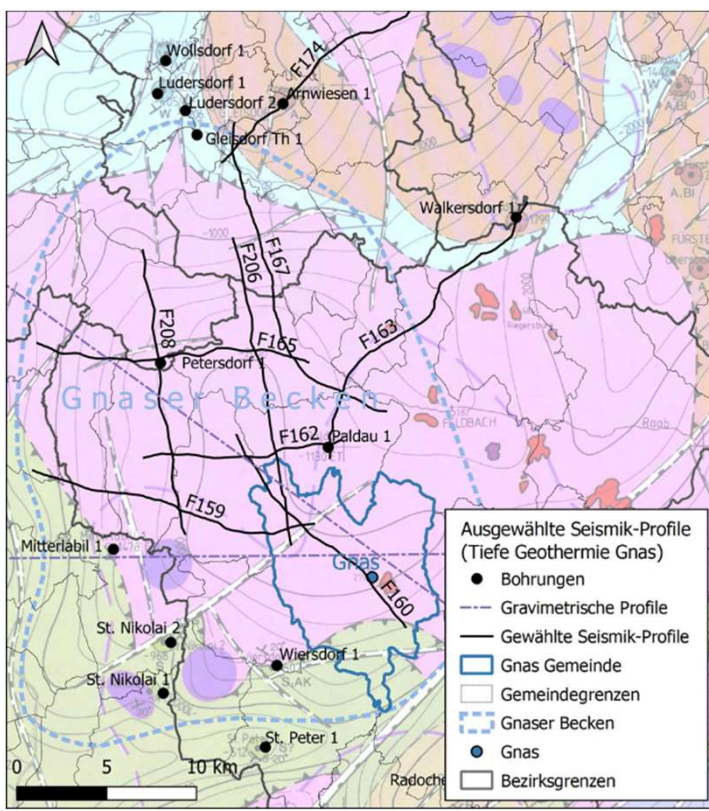 Wollsdorf 1
F174
Ludersdorf 1
Arnwiesen 1
Ludersdorf 2
Gleisdorf Th 1
Walkersdorf 1
F167
F206
F163
F208
F165
Petersdorf 1
Gnaser Becken
FELDBACH
Raab
F162
Paldau 1
F159
Mitterlabil 1
Gnas
F160
St. Nikolai 2
Wiersdorf 1
S.AK
St. Nikolai 1
St. Peter 1
Radoche
0 5 10 km
Ausgewählte Seismik-Profile
(Tiefe Geothermie Gnas)
Bohrungen
Gravimetrische Profile
Gewählte Seismik-Profile
Gnas Gemeinde
Gemeindegrenzen
Gnaser Becken
Gnas
Bezirksgrenzen